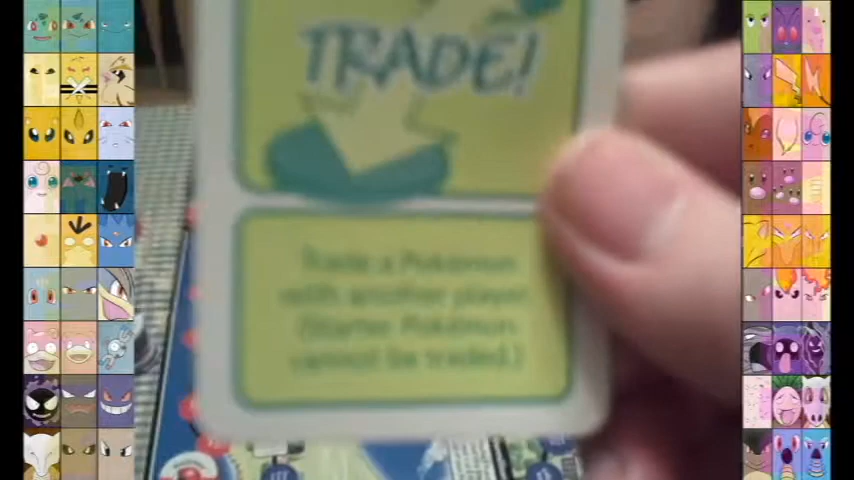 TRADE!
Trade a Pokémon
with another player.
(Starter Pokémon
cannot be traded.)